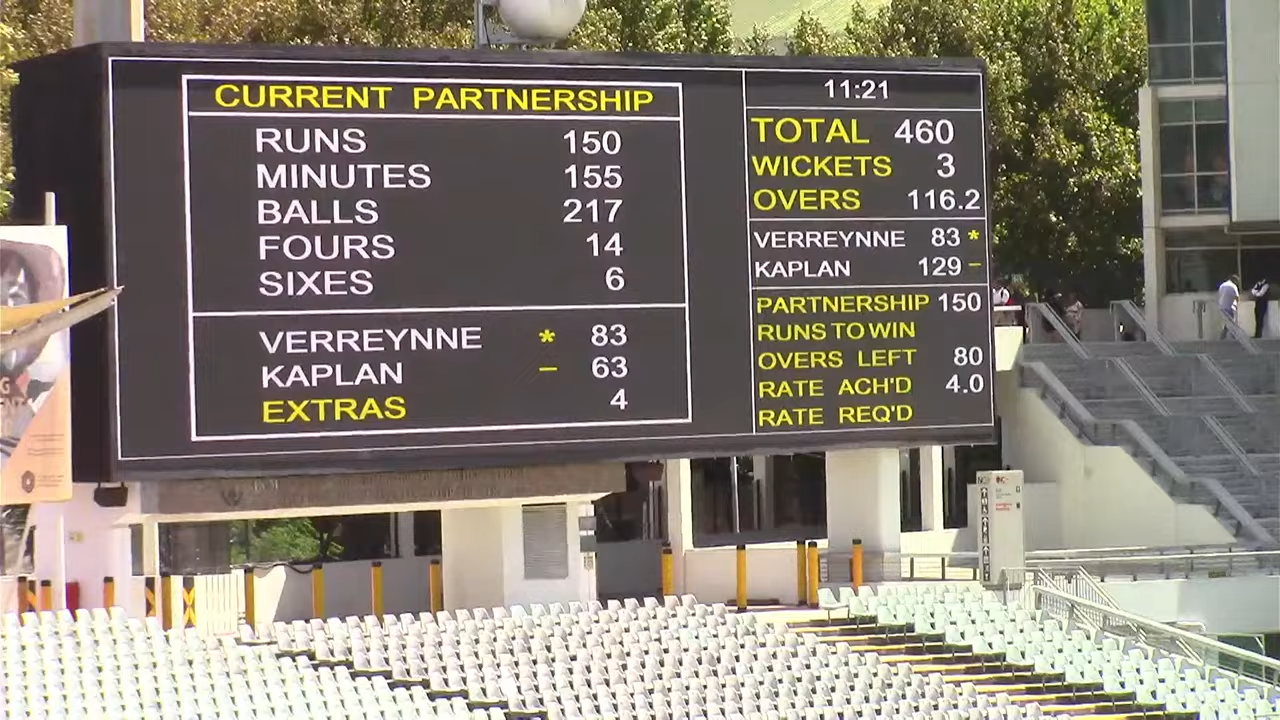 CURRENT PARTNERSHIP
RUNS 150
MINUTES 155
BALLS 217
FOURS 14
SIXES 6
VERREYNNE * 83
KAPLAN – 63
EXTRAS 4
11:21
TOTAL 460
WICKETS 3
OVERS 116.2
VERREYNNE 83 *
KAPLAN 129 –
PARTNERSHIP 150
RUNS TO WIN
OVERS LEFT 80
RATE ACH'D 4.0
RATE REQ'D